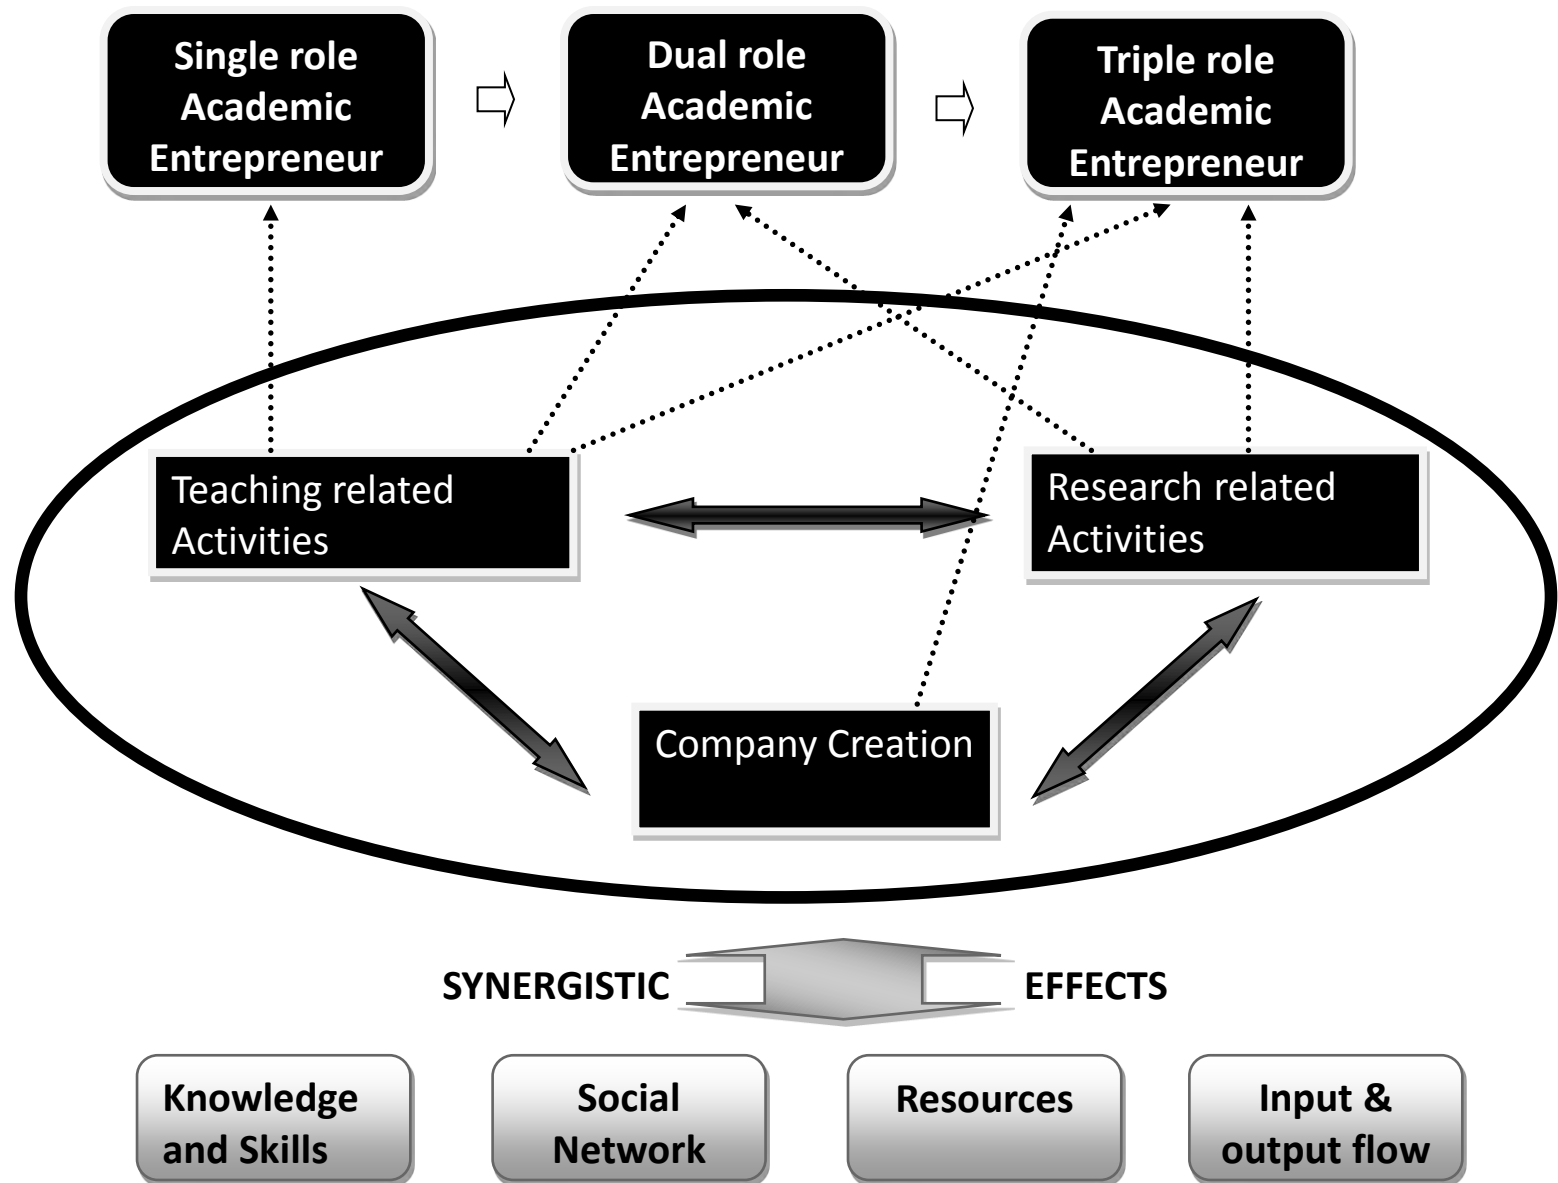 Single role
Academic
Entrepreneur
Dual role
Academic
Entrepreneur
Triple role
Academic
Entrepreneur
Teaching related
Activities
Research related
Activities
Company Creation
SYNERGISTIC EFFECTS
Knowledge
and Skills
Social
Network
Resources
Input &
output flow